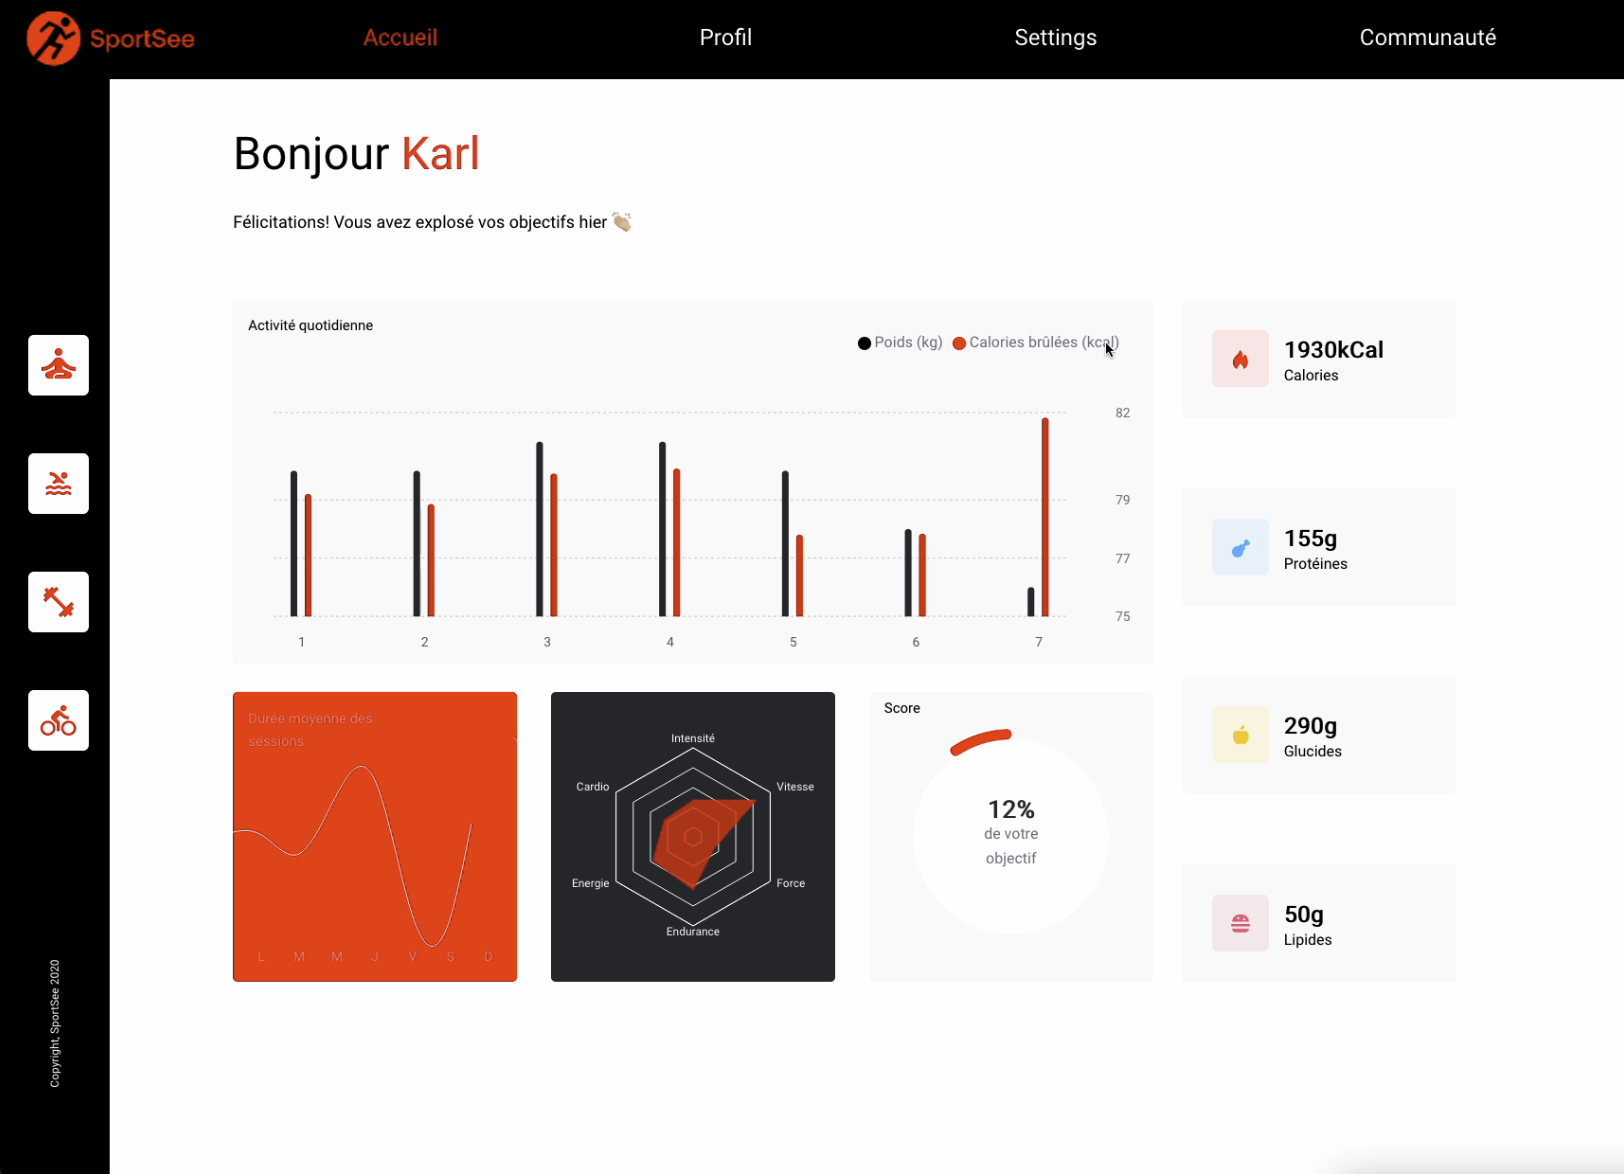 SportSee
Accueil
Profil
Settings
Communauté
Bonjour Karl
Félicitations! Vous avez explosé vos objectifs hier
Activité quotidienne
Poids (kg)
Calories brûlées (kcal)
82
79
77
75
1 2 3 4 5 6 7
1930kCal
Calories
155g
Protéines
290g
Glucides
50g
Lipides
Durée moyenne des
sessions
L M M J V S D
Intensité
Vitesse
Force
Endurance
Energie
Cardio
Score
12%
de votre
objectif
Copyright, SportSee 2020